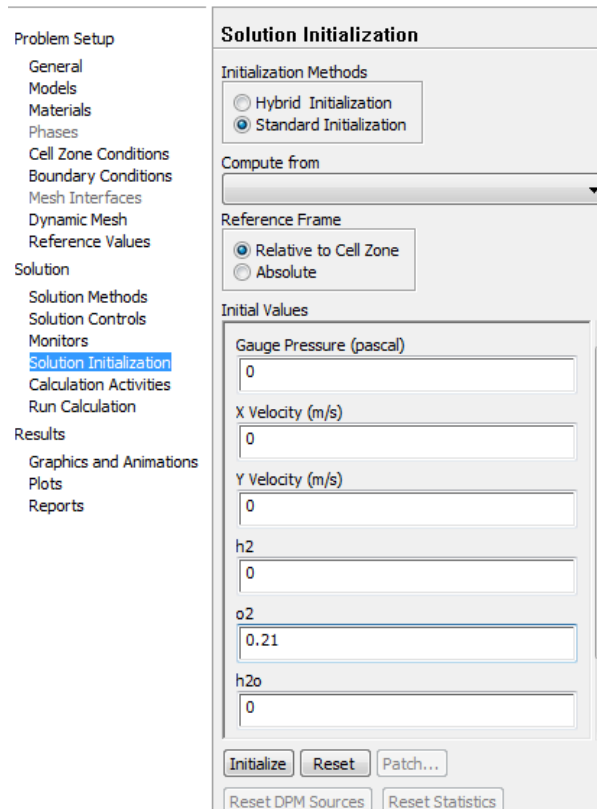 Problem Setup
General
Models
Materials
Phases
Cell Zone Conditions
Boundary Conditions
Mesh Interfaces
Dynamic Mesh
Reference Values
Solution
Solution Methods
Solution Controls
Monitors
Solution Initialization
Calculation Activities
Run Calculation
Results
Graphics and Animations
Plots
Reports
Solution Initialization
Initialization Methods
Hybrid Initialization
Standard Initialization
Compute from
Reference Frame
Relative to Cell Zone
Absolute
Initial Values
Gauge Pressure (pascal)
0
X Velocity (m/s)
0
Y Velocity (m/s)
0
h2
0
o2
0.21
h2o
0
Initialize Reset Patch...
Reset DPM Sources Reset Statistics